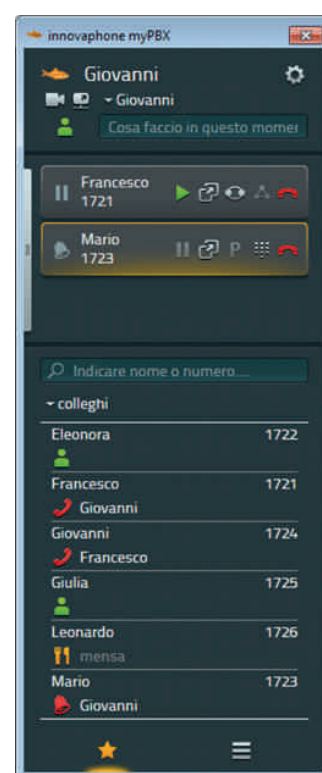 innovaphone myPBX
Giovanni
Giovanni
Cosa faccio in questo momen
Francesco
1721
Mario
1723
P
Indicare nome o numero....
colleghi
Eleonora 1722
Francesco 1721
Giovanni
Giovanni 1724
Francesco
Giulia 1725
Leonardo 1726
mensa
Mario 1723
Giovanni